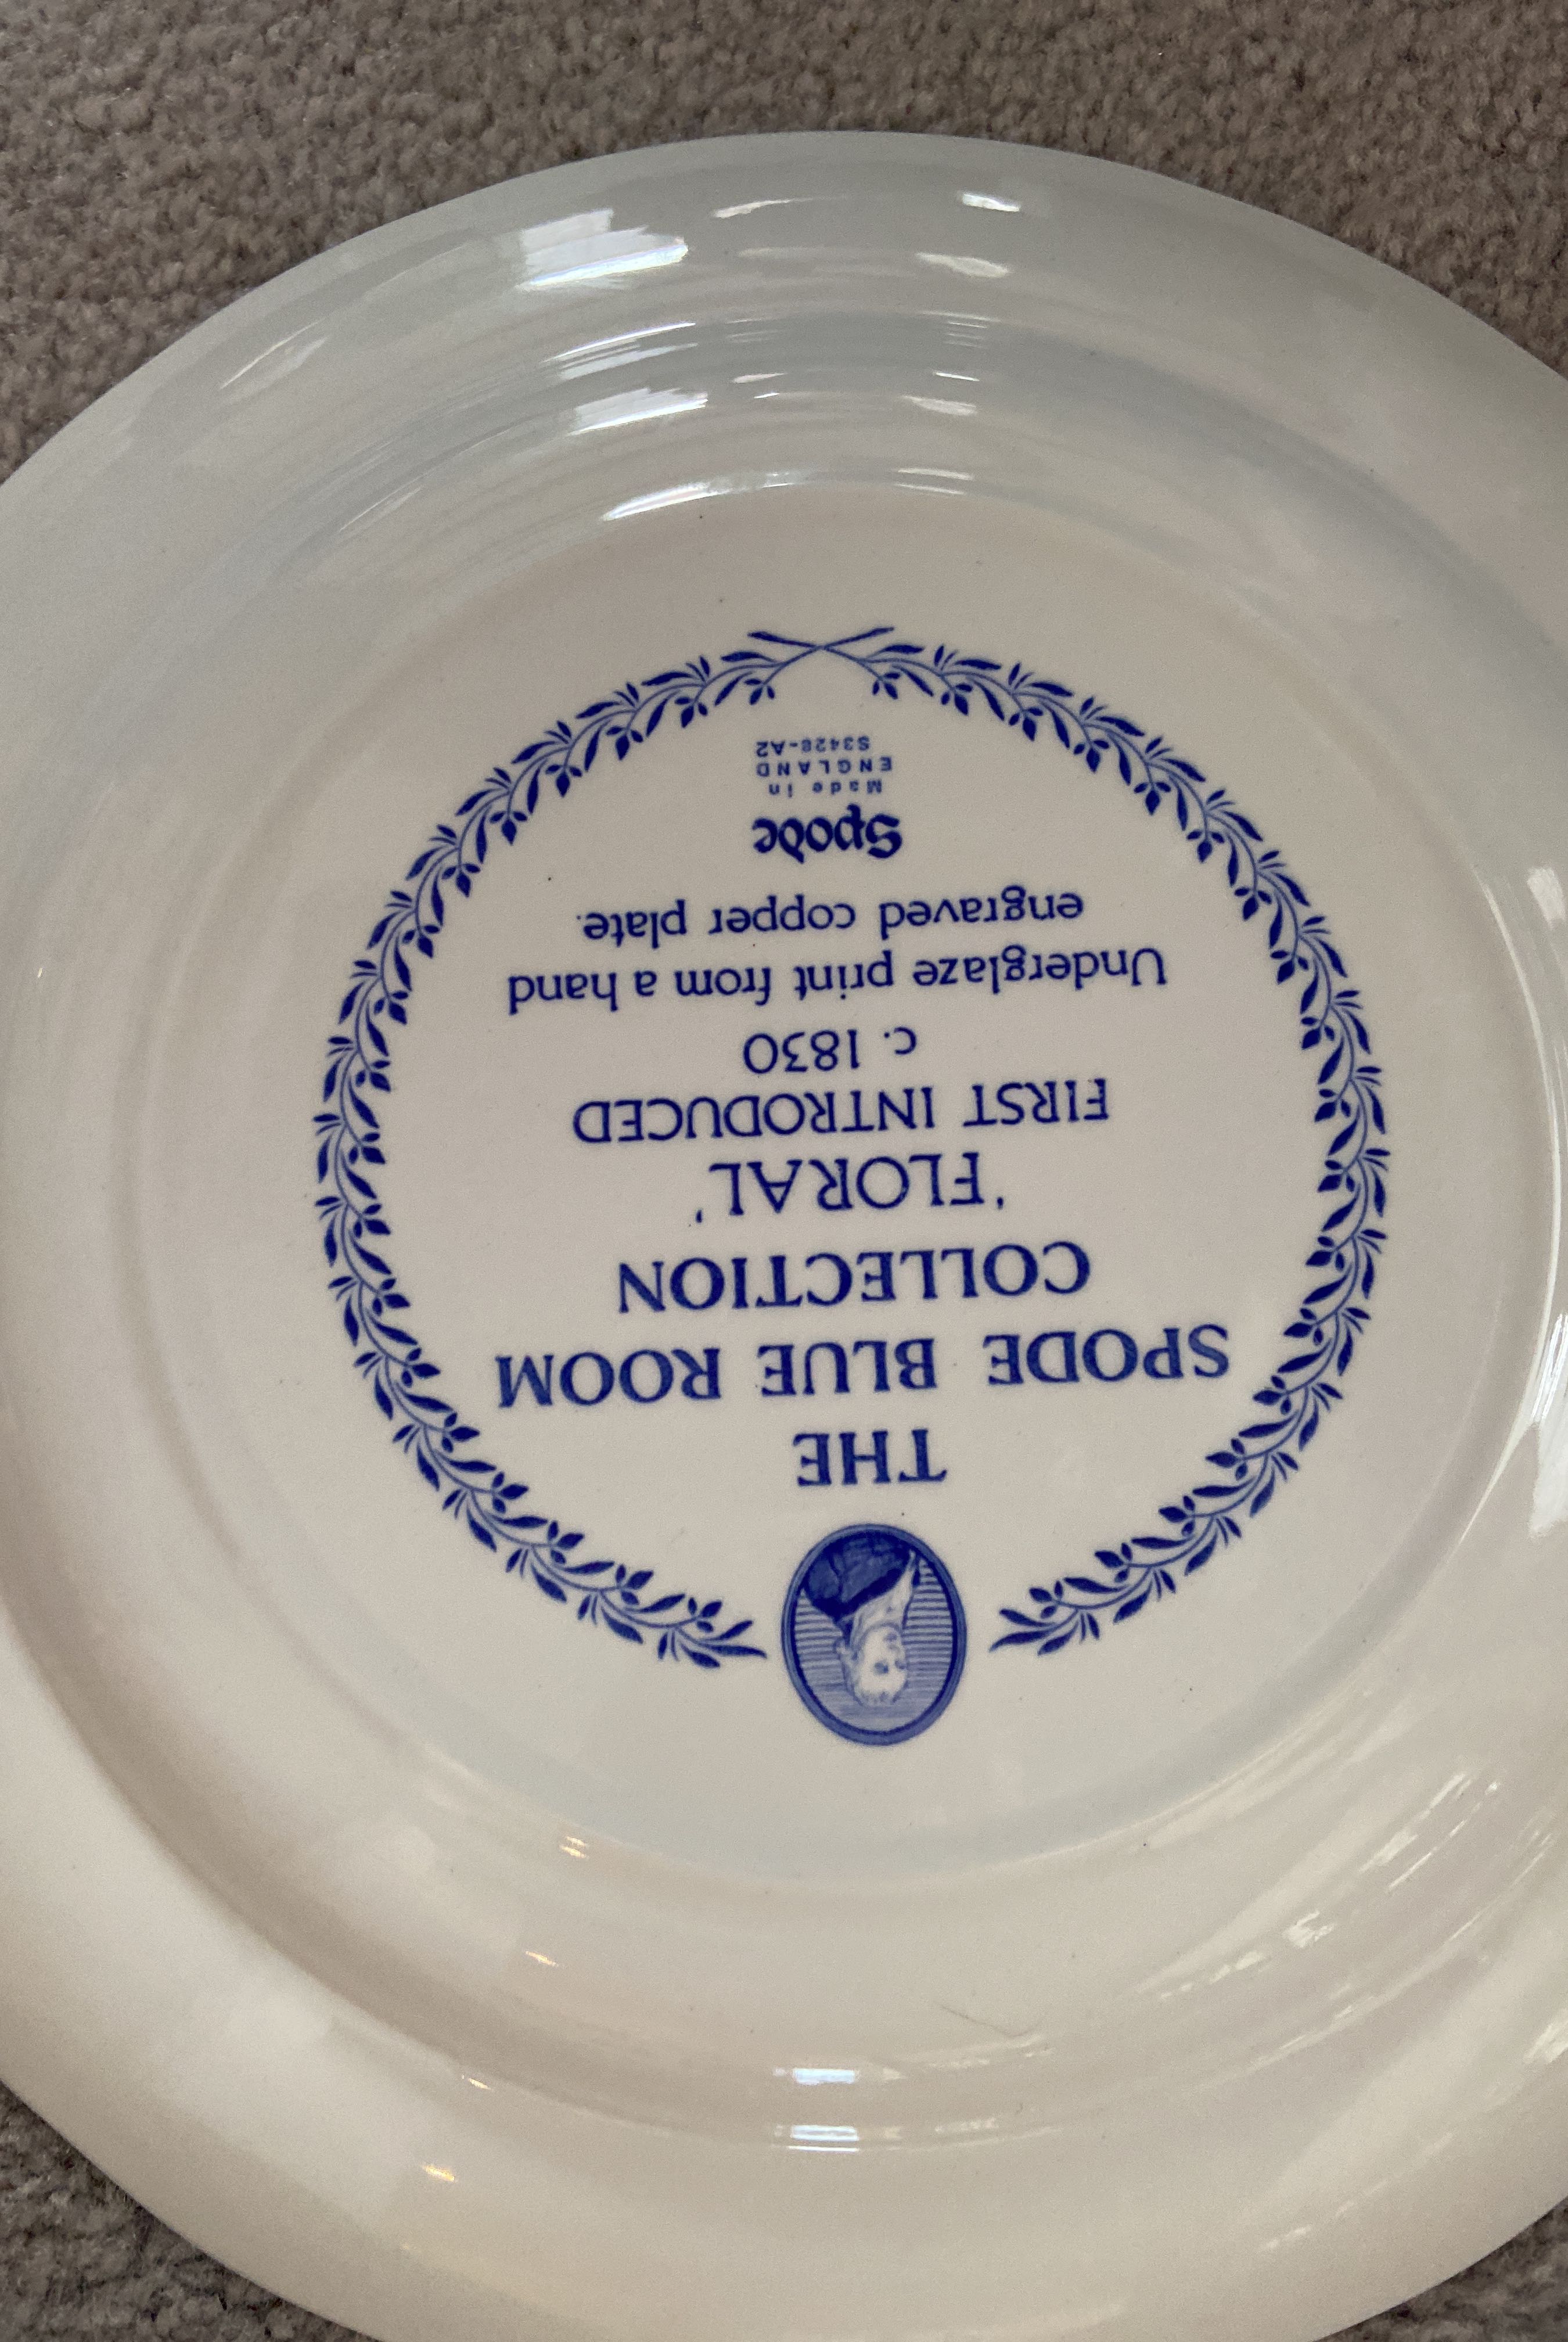 THE
SPODE BLUE ROOM
COLLECTION
'FLORAL'
FIRST INTRODUCED
c. 1830
Underglaze print from a hand
engraved copper plate.
Spode
Made in
ENGLAND
S3428-A2